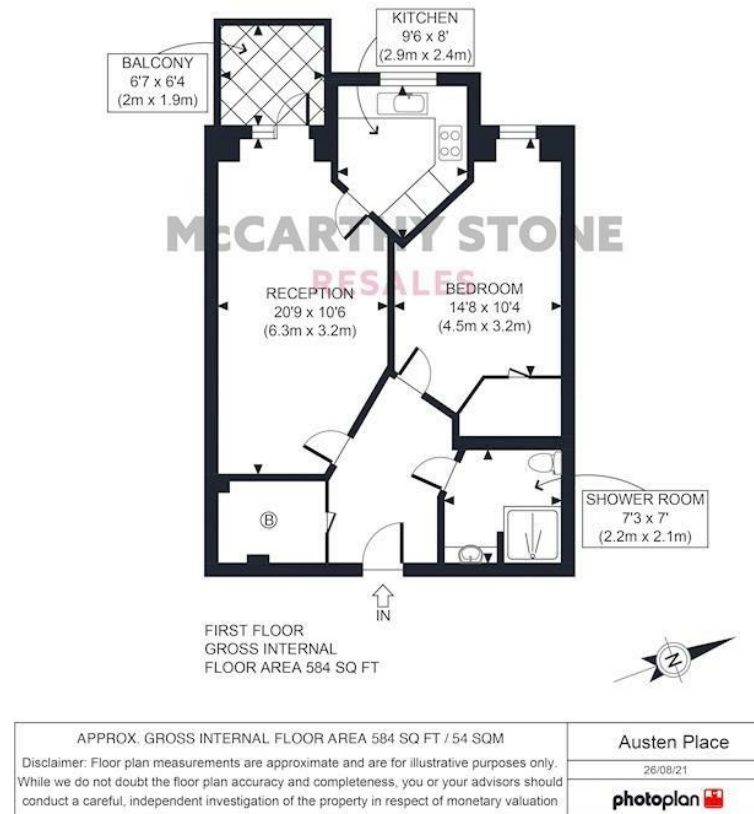 KITCHEN
9'6 x 8'
(2.9m x 2.4m)
BALCONY
6'7 x 6'4
(2m x 1.9m)
McCARTHY STONE
RESALES
RECEPTION
20'9 x 10'6
(6.3m x 3.2m)
BEDROOM
14'8 x 10'4
(4.5m x 3.2m)
B
SHOWER ROOM
7'3 x 7'
(2.2m x 2.1m)
IN
FIRST FLOOR
GROSS INTERNAL
FLOOR AREA 584 SQ FT
N
APPROX. GROSS INTERNAL FLOOR AREA 584 SQ FT / 54 SQM
Disclaimer: Floor plan measurements are approximate and are for illustrative purposes only.
While we do not doubt the floor plan accuracy and completeness, you or your advisors should
conduct a careful, independent investigation of the property in respect of monetary valuation
Austen Place
26/08/21
photoplan